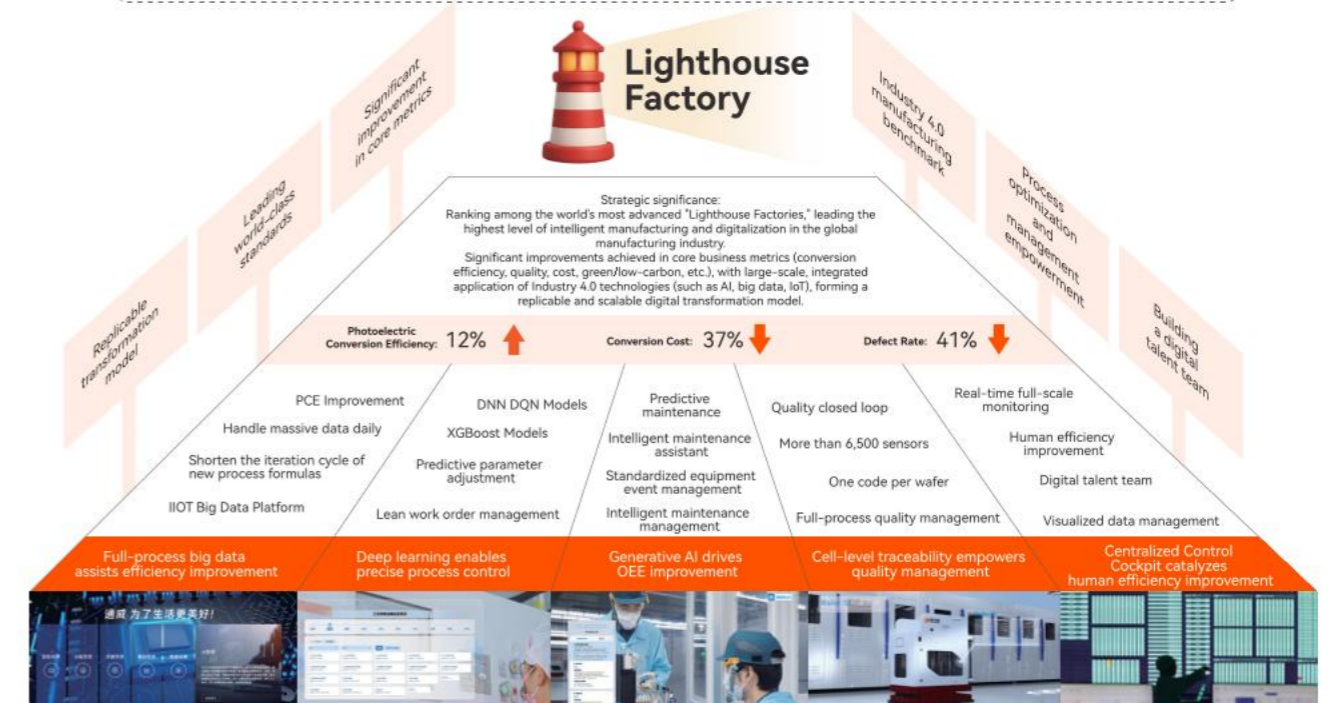 Lighthouse
Factory
Significant
improvement
in core metrics
Leading
world-class
standards
Replicable
transformation
model
Industry 4.0
manufacturing
benchmark
Process
optimization
and
management
empowerment
Building
a digital
talent team
Strategic significance:
Ranking among the world's most advanced "Lighthouse Factories," leading the
highest level of intelligent manufacturing and digitalization in the global
manufacturing industry.
Significant improvements achieved in core business metrics (conversion
efficiency, quality, cost, green/low-carbon, etc.), with large-scale, integrated
application of Industry 4.0 technologies (such as AI, big data, IoT), forming a
replicable and scalable digital transformation model.
Photoelectric
Conversion Efficiency: 12%
Conversion Cost: 37%
Defect Rate: 41%
PCE Improvement
Handle massive data daily
Shorten the iteration cycle of
new process formulas
IIOT Big Data Platform
DNN DQN Models
XGBoost Models
Predictive parameter
adjustment
Lean work order management
Predictive
maintenance
Intelligent maintenance
assistant
Standardized equipment
event management
Intelligent maintenance
management
Quality closed loop
More than 6,500 sensors
One code per wafer
Full-process quality management
Real-time full-scale
monitoring
Human efficiency
improvement
Digital talent team
Visualized data management
Full-process big data
assists efficiency improvement
Deep learning enables
precise process control
Generative AI drives
OEE improvement
Cell-level traceability empowers
quality management
Centralized Control
Cockpit catalyzes
human efficiency improvement
通威 为了生活更美好!